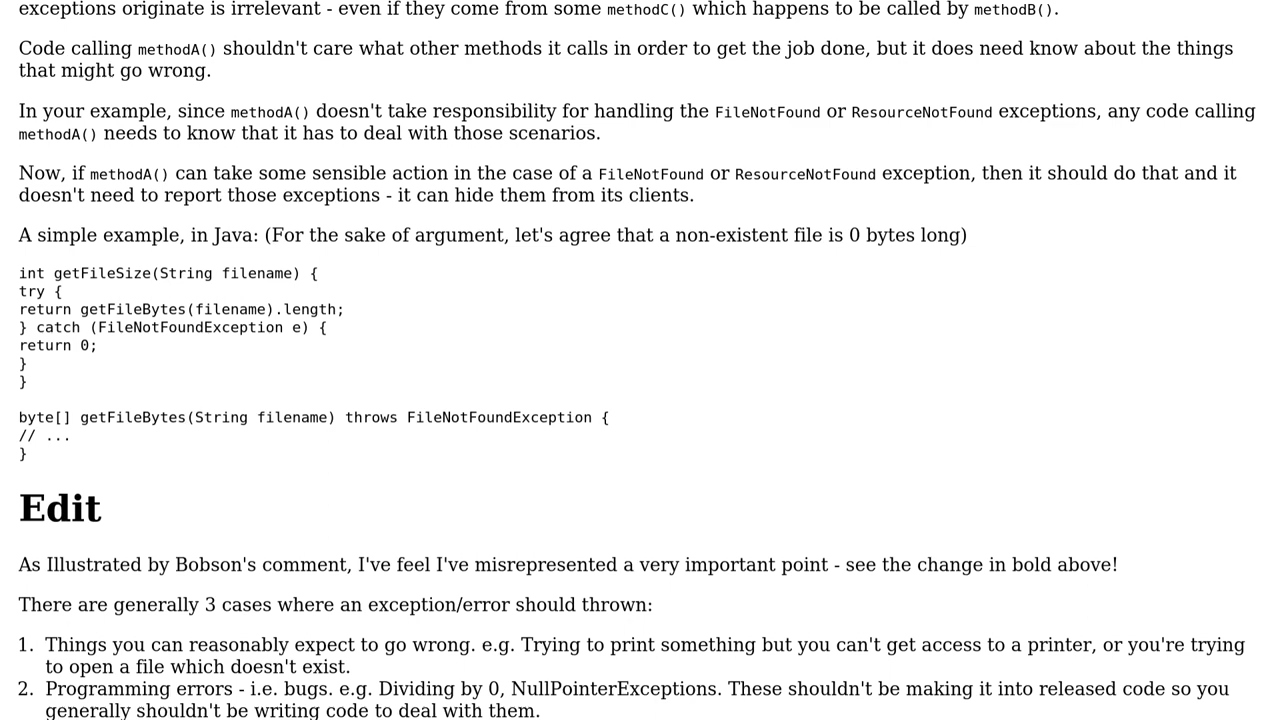 exceptions originate is irrelevant - even if they come from some methodC() which happens to be called by methodB().
Code calling methodA() shouldn't care what other methods it calls in order to get the job done, but it does need know about the things
that might go wrong.
In your example, since methodA() doesn't take responsibility for handling the FileNotFound or ResourceNotFound exceptions, any code calling
methodA() needs to know that it has to deal with those scenarios.
Now, if methodA() can take some sensible action in the case of a FileNotFound or ResourceNotFound exception, then it should do that and it
doesn't need to report those exceptions - it can hide them from its clients.
A simple example, in Java: (For the sake of argument, let's agree that a non-existent file is 0 bytes long)
int getFileSize(String filename) {
try {
return getFileBytes(filename).length;
} catch (FileNotFoundException e) {
return 0;
}
}
byte[] getFileBytes(String filename) throws FileNotFoundException {
// ...
}
Edit
As Illustrated by Bobson's comment, I've feel I've misrepresented a very important point - see the change in bold above!
There are generally 3 cases where an exception/error should thrown:
1. Things you can reasonably expect to go wrong. e.g. Trying to print something but you can't get access to a printer, or you're trying
to open a file which doesn't exist.
2. Programming errors - i.e. bugs. e.g. Dividing by 0, NullPointerExceptions. These shouldn't be making it into released code so you
generally shouldn't be writing code to deal with them.